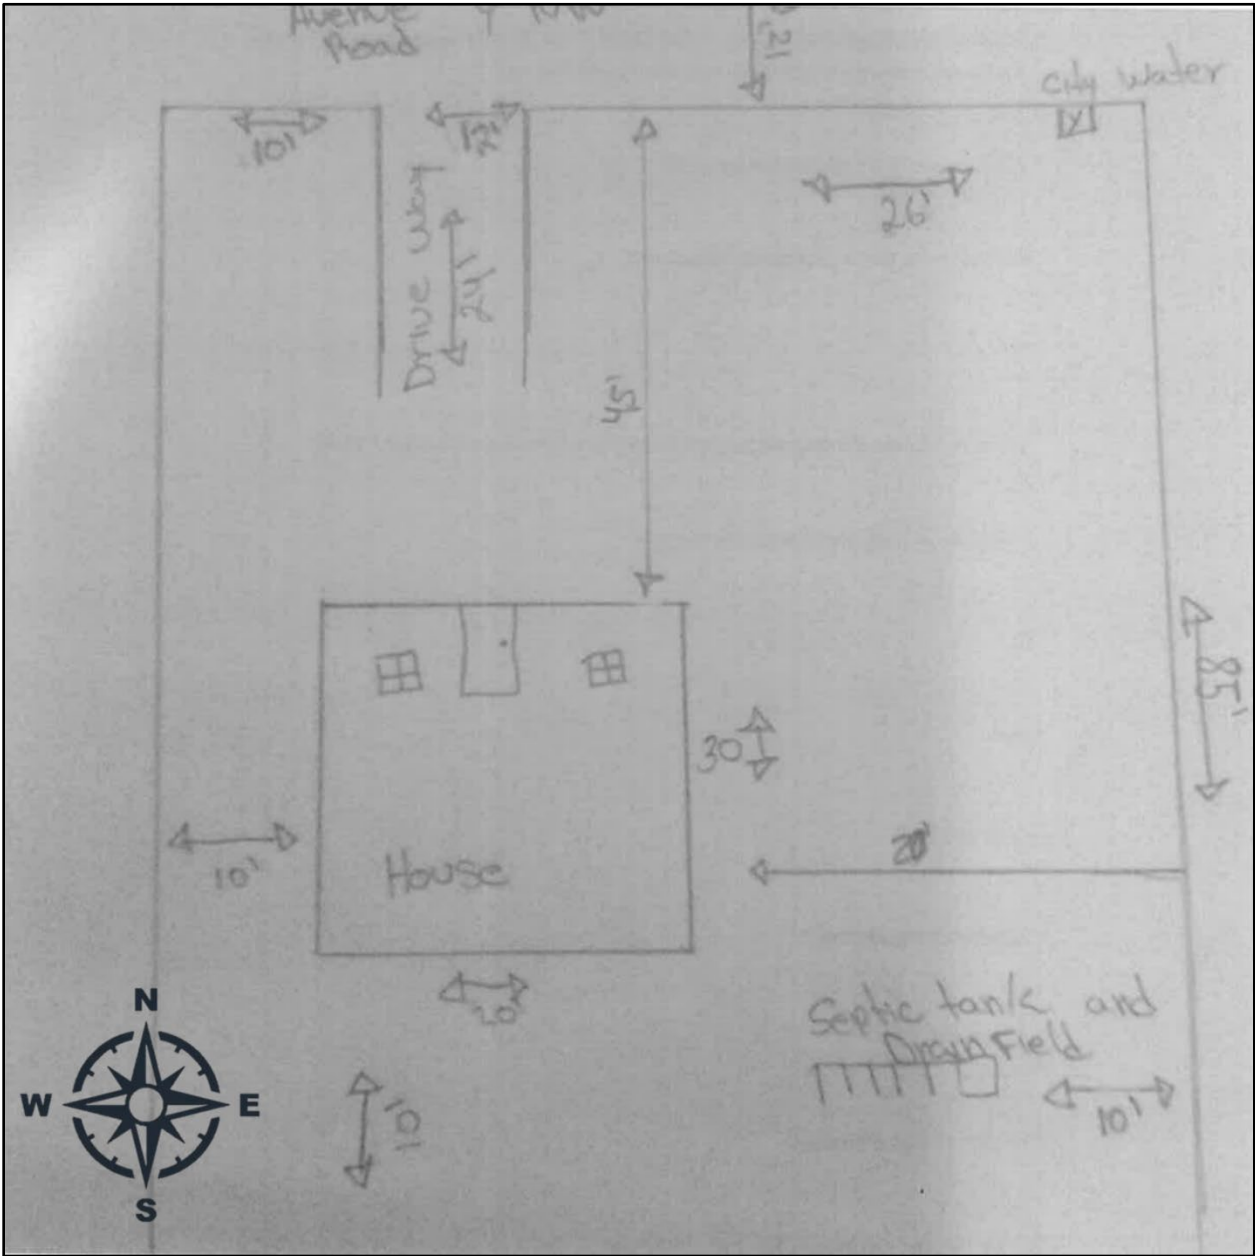 Avenue
Road
12'
City Water
10'
12'
26'
Drive way
24'
45'
85'
30'
10'
House
20'
Septic tank and
Drain Field
10'
10'
N
W
E
S